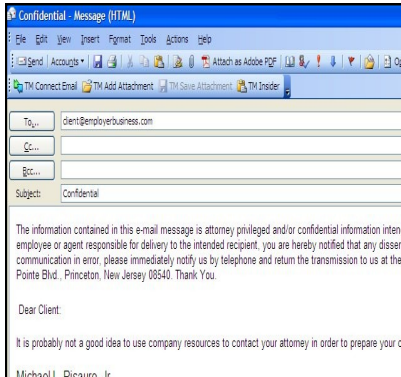 Confidential - Message (HTML)
File Edit View Insert Format Tools Actions Help
Send Accounts Attach as Adobe PDF
TM Connect Email TM Add Attachment TM Save Attachment TM Insider
To...
client@employerbusiness.com
Cc...
Bcc...
Subject: Confidential
The information contained in this e-mail message is attorney privileged and/or confidential information
employee or agent responsible for delivery to the intended recipient, you are hereby notified that any
communication in error, please immediately notify us by telephone and return the transmission to us at the
Pointe Blvd., Princeton, New Jersey 08540. Thank You.
Dear Client:
It is probably not a good idea to use company resources to contact your attorney in order to prepare your
Michael L. Pisauro, Jr.